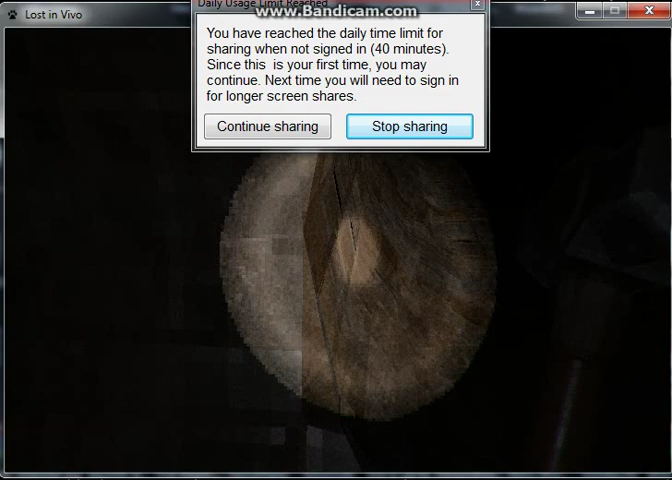 Daily Usage Limit Reached
www.Bandicam.com
Lost in Vivo
You have reached the daily time limit for
sharing when not signed in (40 minutes).
Since this is your first time, you may
continue. Next time you will need to sign in
for longer screen shares.
Continue sharing
Stop sharing